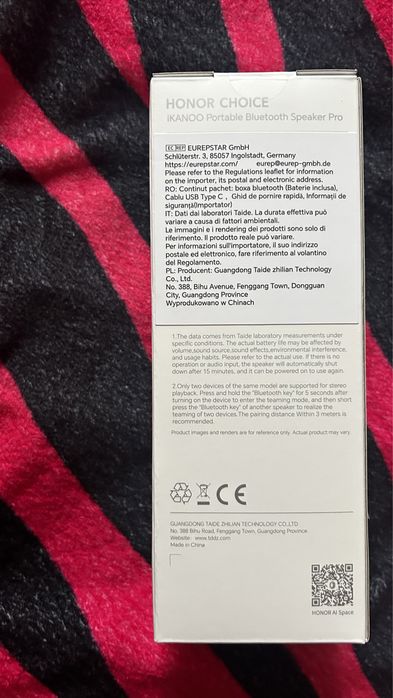 HONOR CHOICE
iKANOO Portable Bluetooth Speaker Pro
EC REP EUREPSTAR GmbH
Schlüterstr. 3, 85057 Ingolstadt, Germany
https://eurepstar.com/ eurep@eurep-gmbh.de
Please refer to the Regulations leaflet for information
on the importer, its postal and electronic address.
RO: Continut pachet: boxa bluetooth (Baterie inclusa),
Cablu USB Type C , Ghid de pornire rapidă, Informații de
siguranță(Importator)
IT: Dati dai laboratori Taide. La durata effettiva può
variare a causa di fattori ambientali.
Le immagini e i rendering dei prodotti sono solo di
riferimento. Il prodotto reale può variare.
Per informazioni sull'importatore, il suo indirizzo
postale ed elettronico, fare riferimento al volantino
del Regolamento.
PL: Producent: Guangdong Taide zhilian Technology
Co., Ltd.
No. 388, Bihu Avenue, Fenggang Town, Dongguan
City, Guangdong Province
Wyprodukowano w Chinach
1.The data comes from Taide laboratory measurements under
specific conditions. The actual battery life may be affected by
volume,sound source,sound effects,environmental interference,
and usage habits. Please refer to the actual use. If there is no
operation or audio input, the speaker will automatically shut
down after 15 minutes, and it can be powered on to use again.
2.Only two devices of the same model are supported for stereo
playback. Press and hold the "Bluetooth key" for 5 seconds after
turning on the device to enter the teaming mode, and then short
press the "Bluetooth key" of another speaker to realize the
teaming of two devices.The pairing distance Within 3 meters is
recommended.
Product images and renders are for reference only. Actual product may vary.
CE
GUANGDONG TAIDE ZHILIAN TECHNOLOGY CO.,LTD
No. 388 Bihu Road, Fenggang Town, Guangdong Province.
Website: www.tddz.com
Made in China
HONOR AI Space